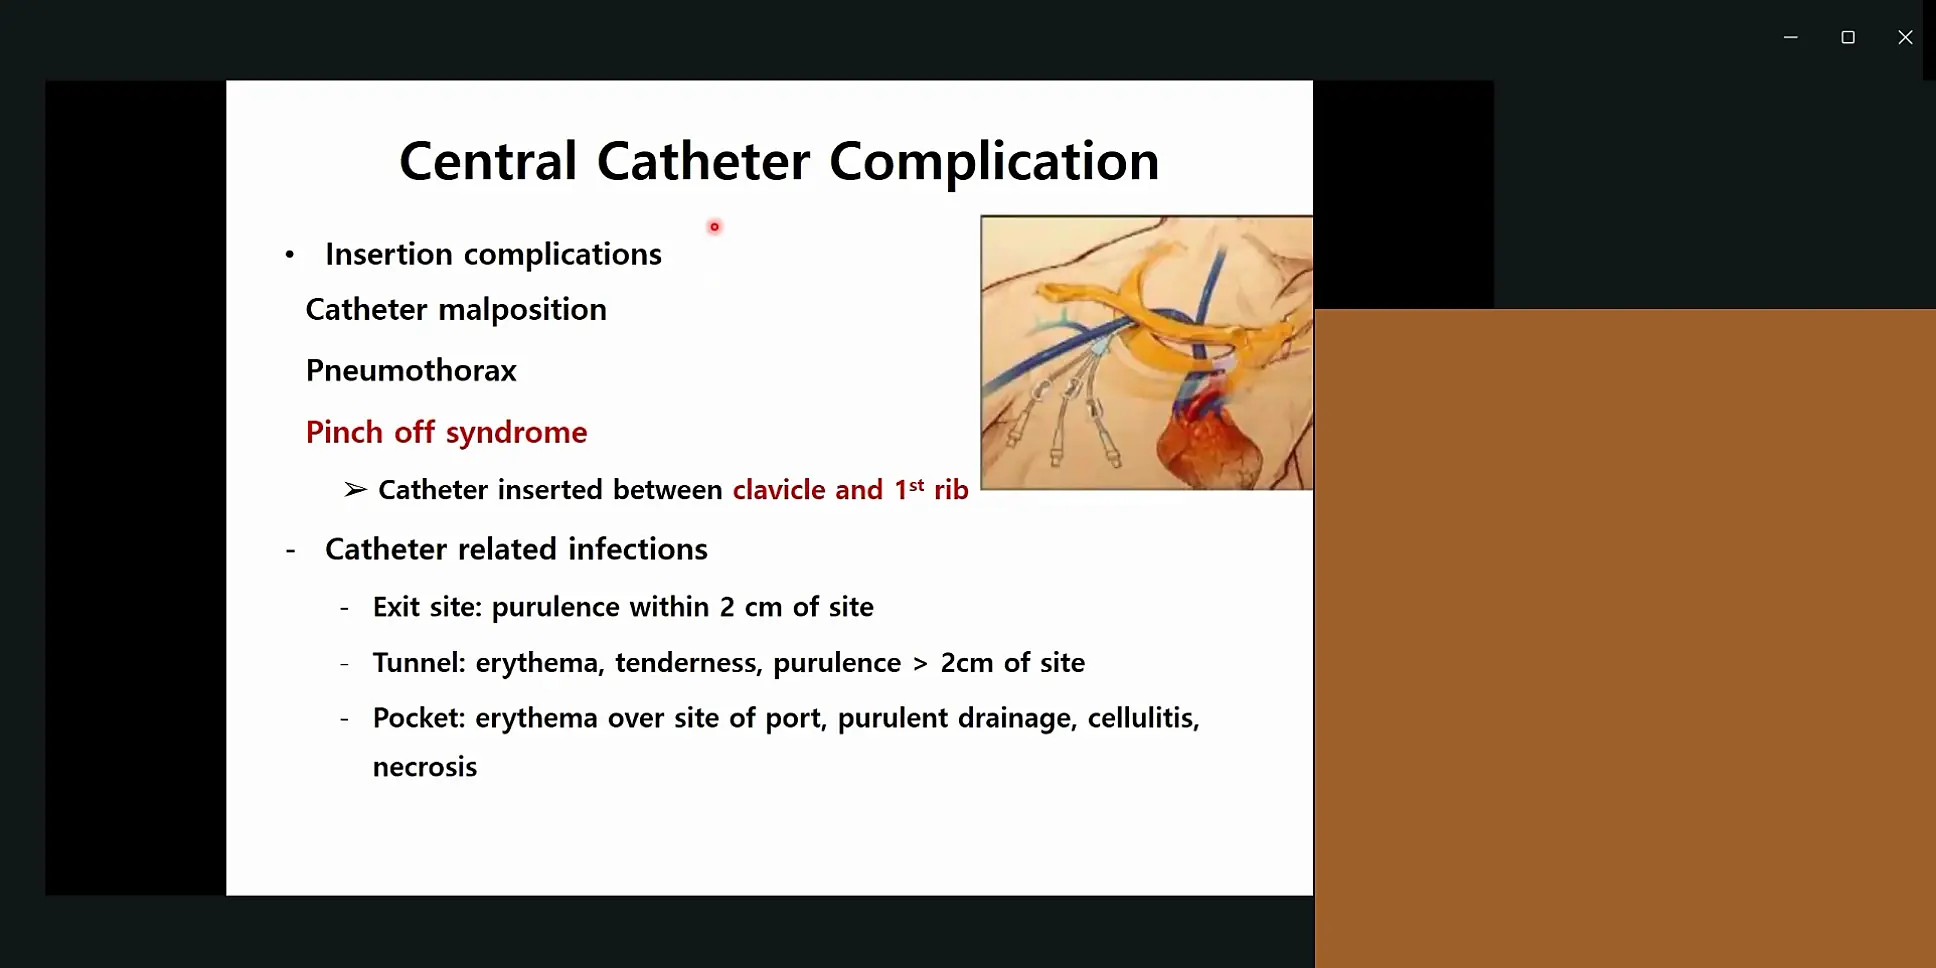 Central Catheter Complication
• Insertion complications
Catheter malposition
Pneumothorax
Pinch off syndrome
➢ Catheter inserted between clavicle and 1st rib
- Catheter related infections
- Exit site: purulence within 2 cm of site
- Tunnel: erythema, tenderness, purulence > 2cm of site
- Pocket: erythema over site of port, purulent drainage, cellulitis,
necrosis